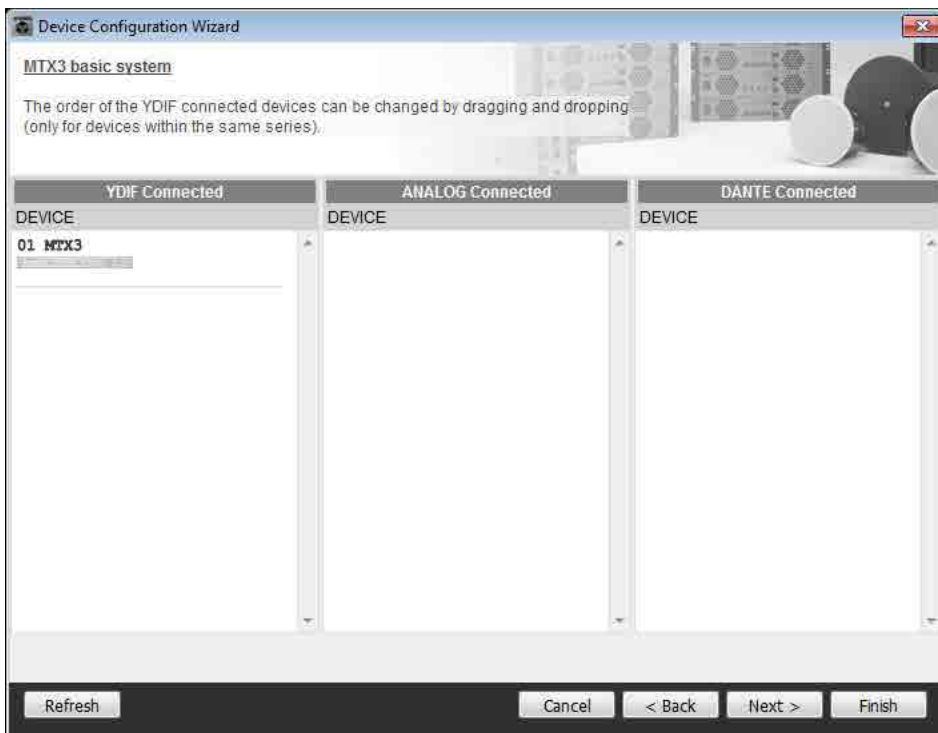 Device Configuration Wizard
MTX3 basic system
The order of the YDIF connected devices can be changed by dragging and dropping
(only for devices within the same series).
YDIF Connected
ANALOG Connected
DANTE Connected
DEVICE
DEVICE
DEVICE
01 MTX3
Refresh
Cancel
< Back
Next >
Finish